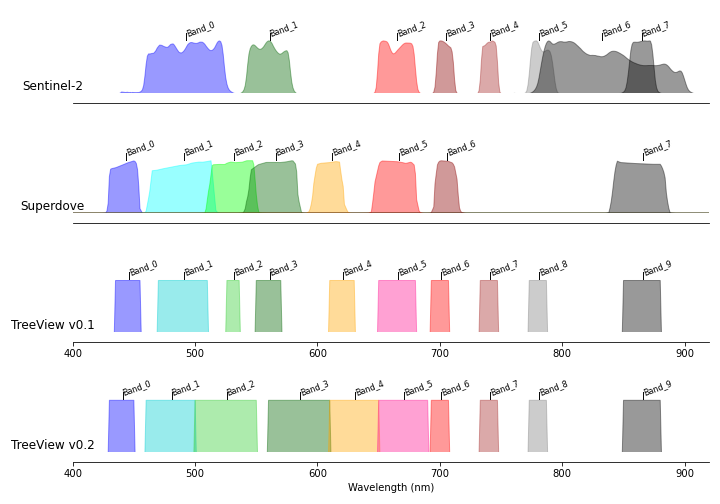 Band_0 Band_1 Band_2 Band_3 Band_4 Band_5 Band_6 Band_7
Sentinel-2
Band_0 Band_1 Band_2 Band_3 Band_4 Band_5 Band_6 Band_7
Superdove
Band_0 Band_1 Band_2 Band_3 Band_4 Band_5 Band_6 Band_7 Band_8 Band_9
TreeView v0.1
400 500 600 700 800 900
Band_0 Band_1 Band_2 Band_3 Band_4 Band_5 Band_6 Band_7 Band_8 Band_9
TreeView v0.2
400 500 600 700 800 900
Wavelength (nm)